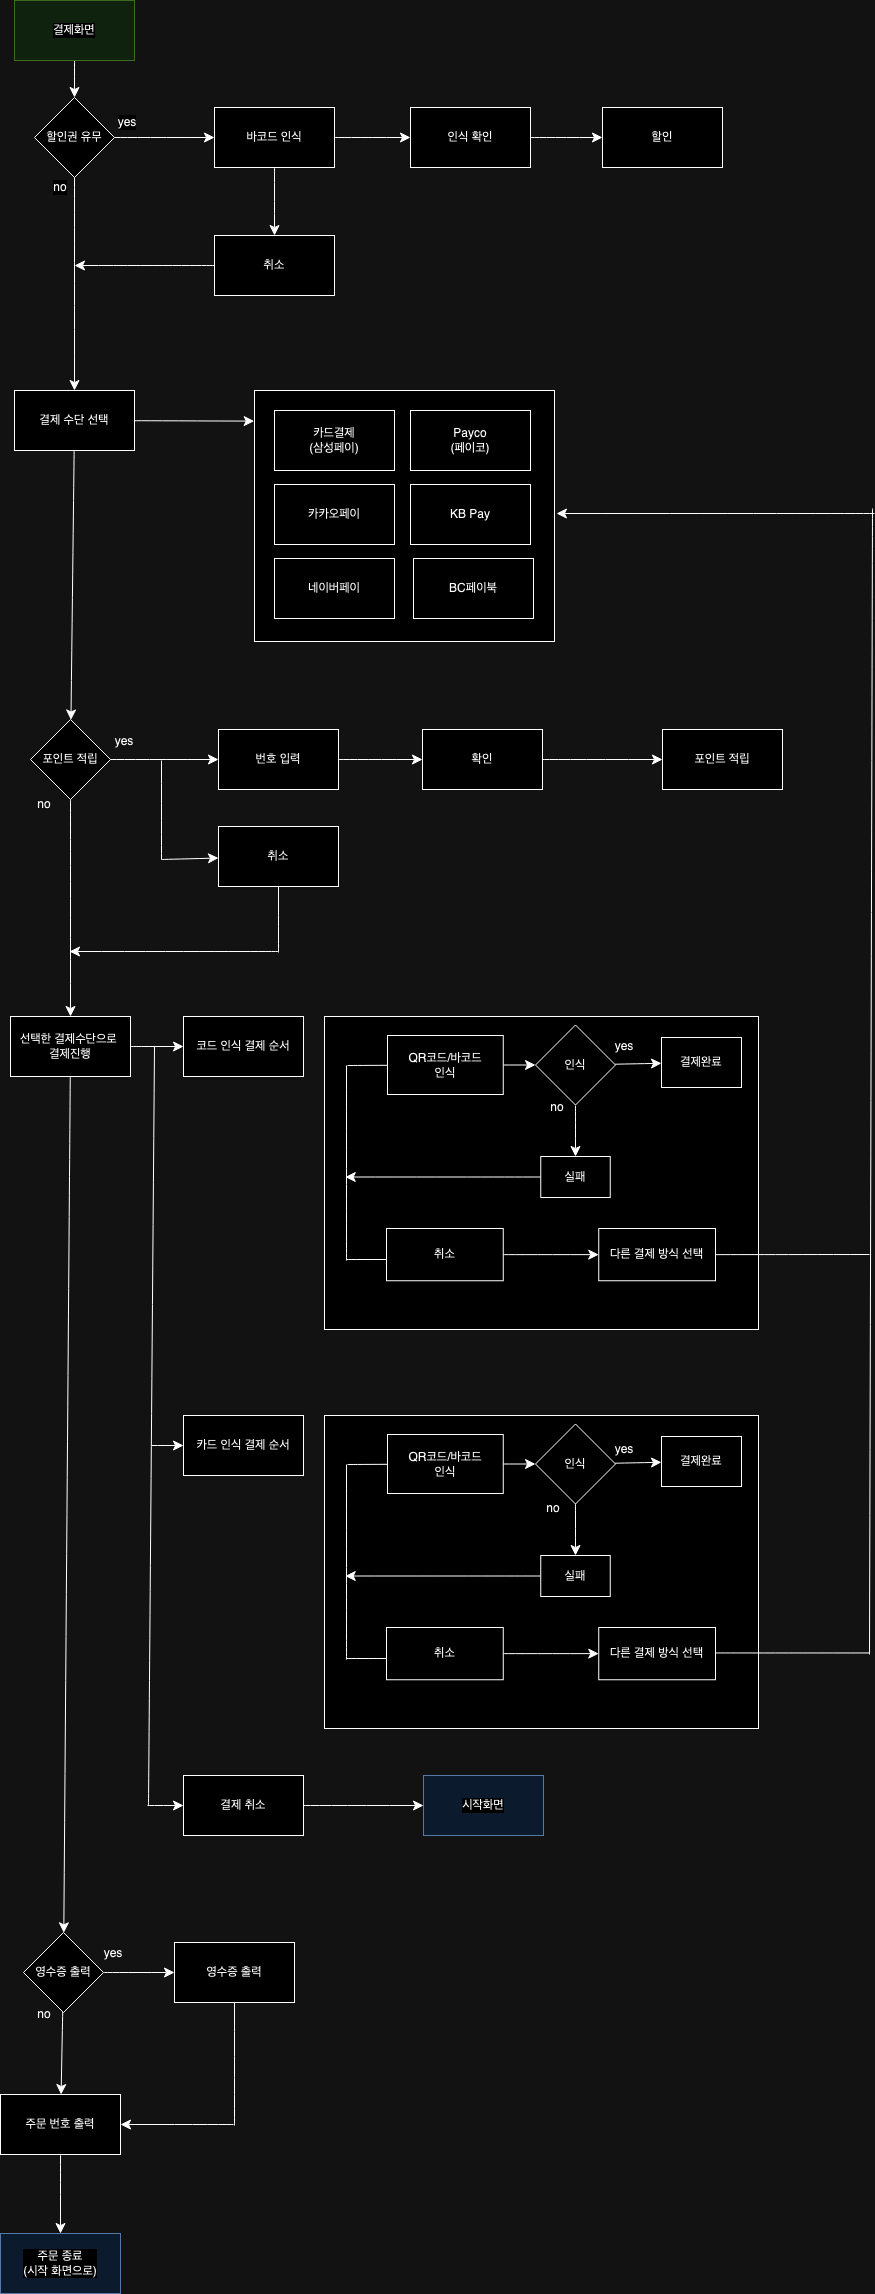 결제화면
할인권 유무
yes
no
바코드 인식
인식 확인
할인
취소
결제 수단 선택
카드결제
(삼성페이)
Payco
(페이코)
카카오페이
KB Pay
네이버페이
BC페이북
포인트 적립
yes
no
번호 입력
확인
포인트 적립
취소
선택한 결제수단으로
결제진행
코드 인식 결제 순서
QR코드/바코드
인식
인식
yes
no
결제완료
실패
취소
다른 결제 방식 선택
카드 인식 결제 순서
QR코드/바코드
인식
인식
yes
no
결제완료
실패
취소
다른 결제 방식 선택
결제 취소
시작화면
영수증 출력
yes
no
영수증 출력
주문 번호 출력
주문 종료
(시작 화면으로)